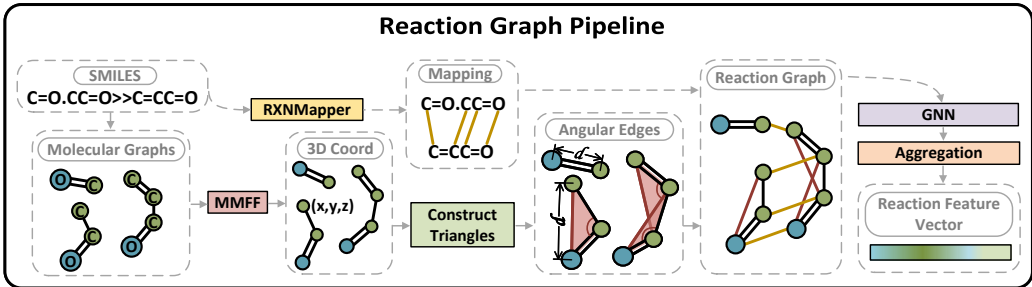 Reaction Graph Pipeline
SMILES
C=O.CC=O>>C=CC=O
RXNMapper
Mapping
C=O.CC=O
C=CC=O
Molecular Graphs
O
C
C
C
C
C
O
O
MMFF
3D Coord
(x,y,z)
Construct
Triangles
Angular Edges
d
d
Reaction Graph
GNN
Aggregation
Reaction Feature
Vector